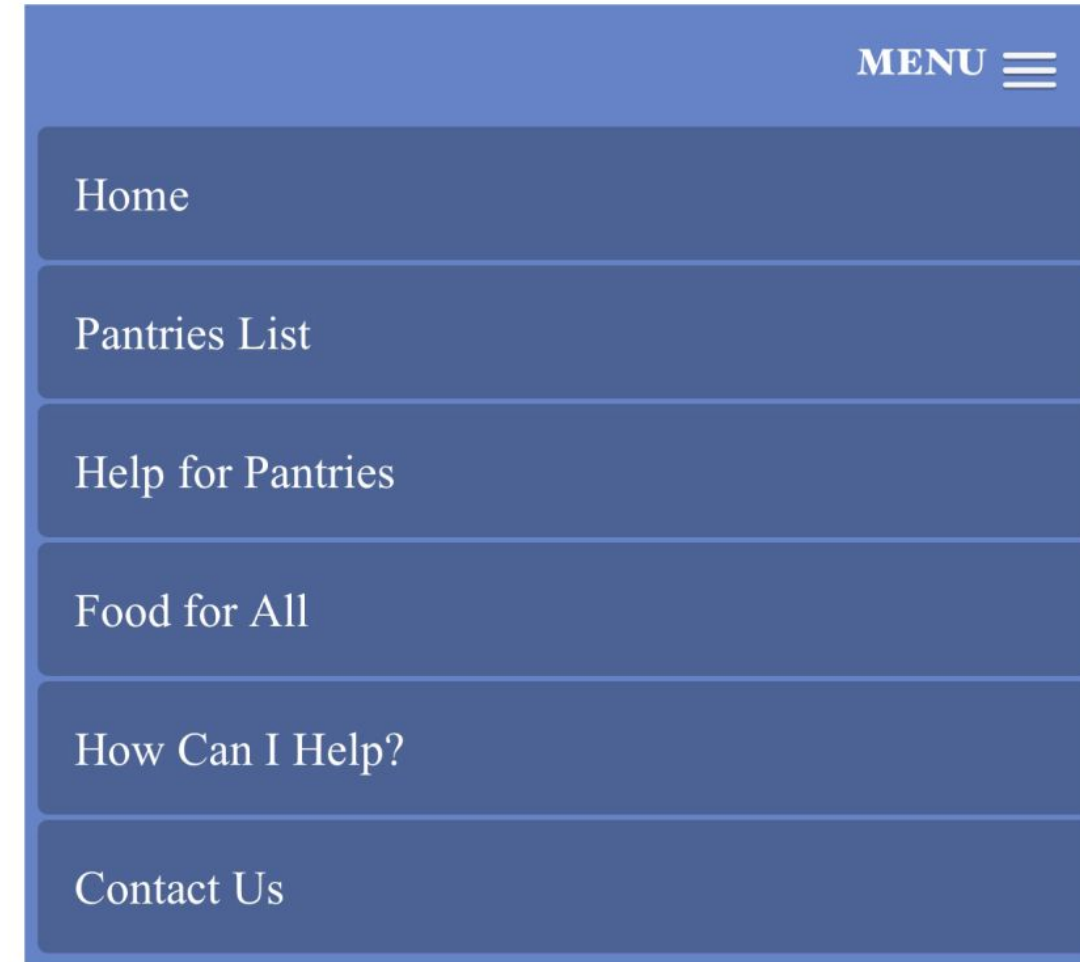 MENU
Home
Pantries List
Help for Pantries
Food for All
How Can I Help?
Contact Us